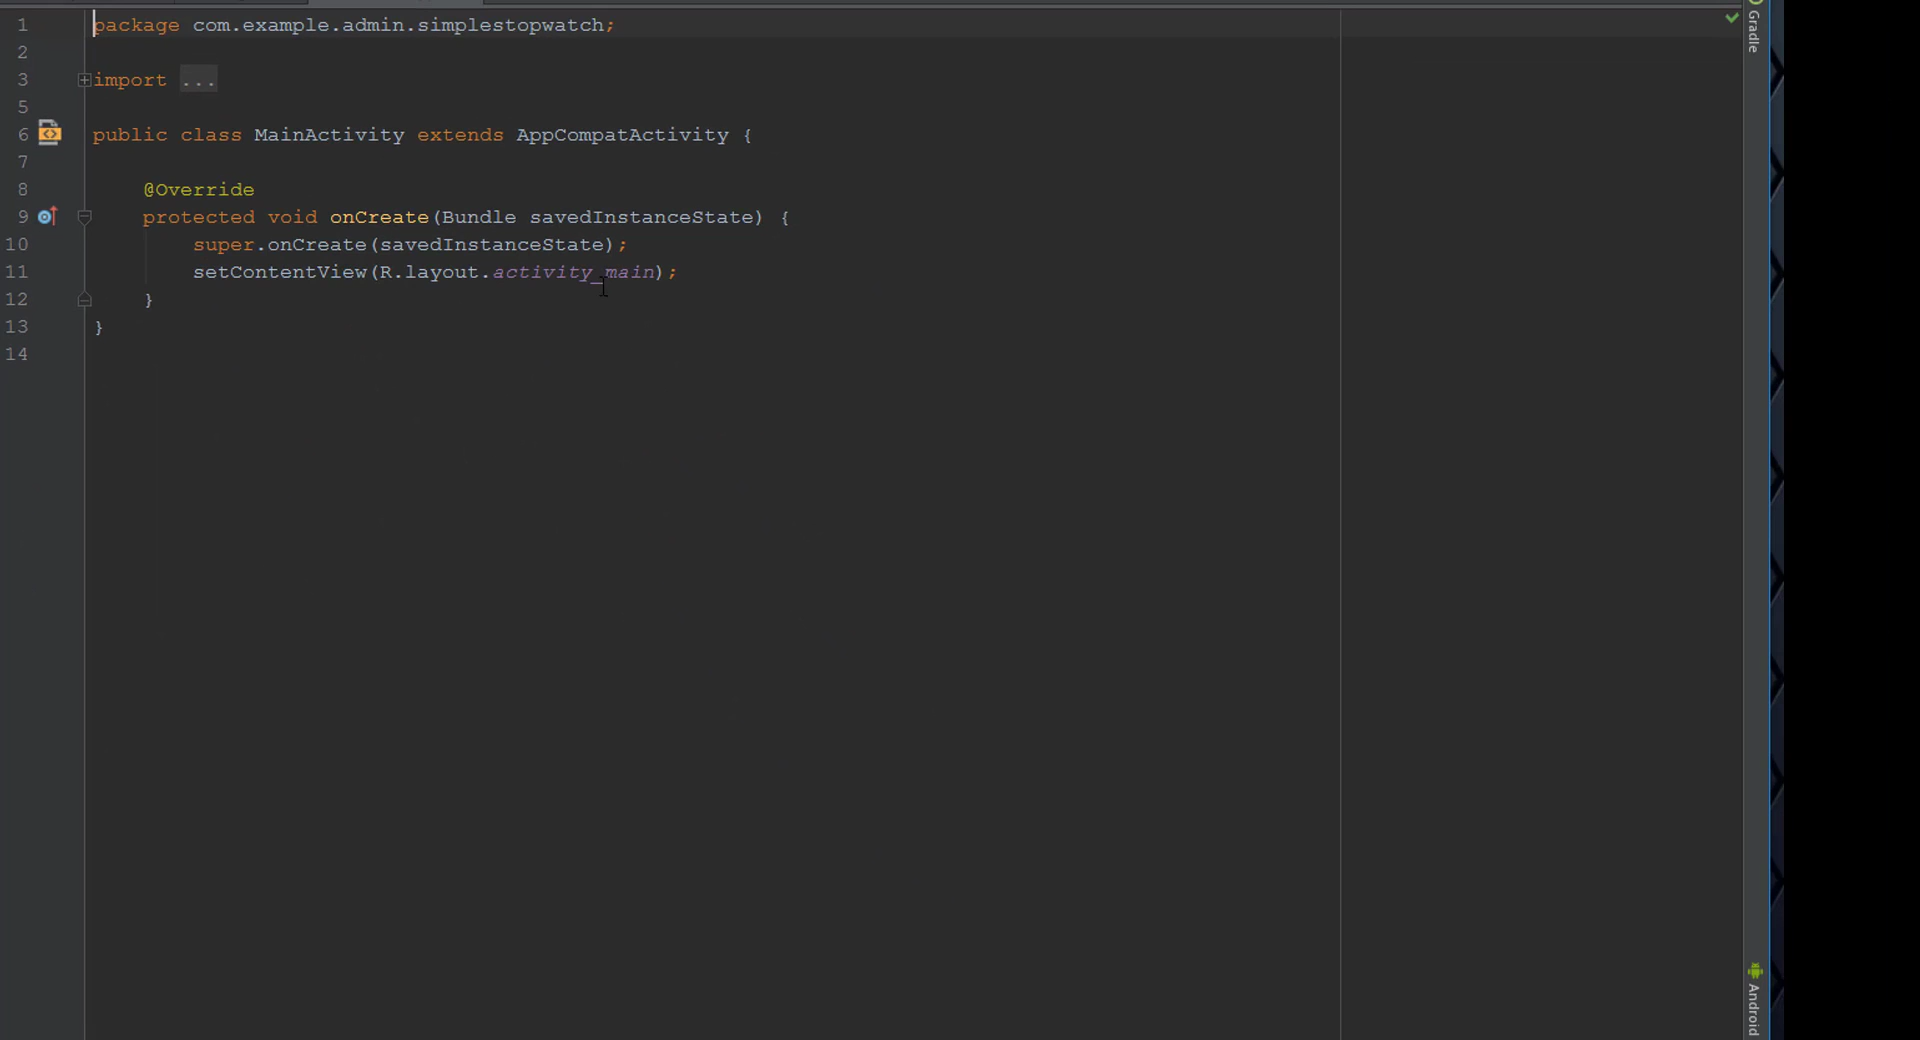 1 package com.example.admin.simplestopwatch;
2
3 import ...
5
6 public class MainActivity extends AppCompatActivity {
7
8 @Override
9 protected void onCreate(Bundle savedInstanceState) {
10 super.onCreate(savedInstanceState);
11 setContentView(R.layout.activity_main);
12 }
13 }
14
Gradle
Android